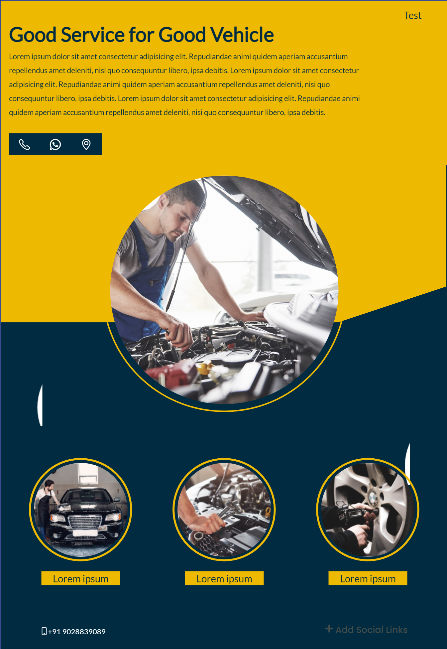 Test
Good Service for Good Vehicle
Lorem ipsum dolor sit amet consectetur adipisicing elit. Repudiandae animi quidem aperiam accusantium
repellendus amet deleniti, nisi quo consequuntur libero, ipsa debitis. Lorem ipsum dolor sit amet consectetur
adipisicing elit. Repudiandae animi quidem aperiam accusantium repellendus amet deleniti, nisi quo
consequuntur libero, ipsa debitis. Lorem ipsum dolor sit amet consectetur adipisicing elit. Repudiandae animi
quidem aperiam accusantium repellendus amet deleniti, nisi quo consequuntur libero, ipsa debitis.
Lorem ipsum
Lorem ipsum
Lorem ipsum
+91 9028839089
+ Add Social Links